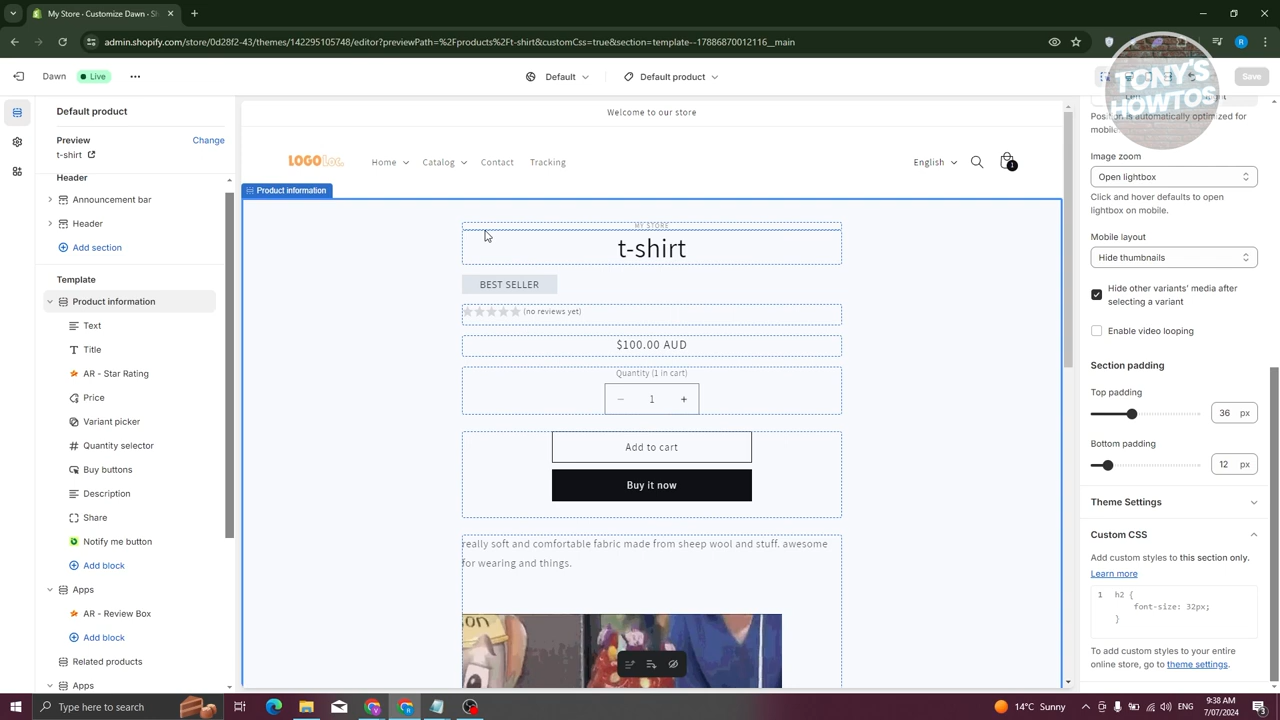 My Store · Customize Dawn · Sh
admin.shopify.com/store/0d28f2-43/themes/142295105748/editor?previewPath=%2Fproducts%2Ft-shirt&customCss=true&section=template--17886870012116__main
R
Dawn
Live
Default
Default product
Save
TONY'S
HOWTOS
Default product
Preview
Change
t-shirt
Header
Announcement bar
Header
Add section
Template
Product information
Text
Title
AR - Star Rating
Price
Variant picker
Quantity selector
Buy buttons
Description
Share
Notify me button
Add block
Apps
AR - Review Box
Add block
Related products
Apps
Welcome to our store
LOGOLoc.
Home
Catalog
Contact
Tracking
English
1
Product information
MY STORE
t-shirt
BEST SELLER
(no reviews yet)
$100.00 AUD
Quantity (1 in cart)
1
Add to cart
Buy it now
really soft and comfortable fabric made from sheep wool and stuff. awesome
for wearing and things.
Position is automatically optimized for
mobile.
Image zoom
Open lightbox
Click and hover defaults to open
lightbox on mobile.
Mobile layout
Hide thumbnails
Hide other variants' media after
selecting a variant
Enable video looping
Section padding
Top padding
36 px
Bottom padding
12 px
Theme Settings
Custom CSS
Add custom styles to this section only.
Learn more
1 h2 {
font-size: 32px;
}
To add custom styles to your entire
online store, go to theme settings.
Type here to search
14°C Sunny
ENG
9:38 AM
7/07/2024